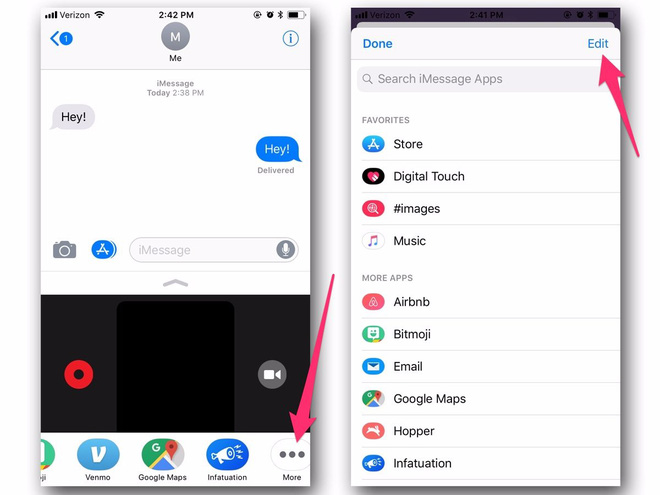 Verizon 2:42 PM
1
M
Me
iMessage
Today 2:38 PM
Hey!
Hey!
Delivered
iMessage
ji
Venmo
Google Maps
Infatuation
More
Verizon 2:41 PM
Done
Edit
Search iMessage Apps
FAVORITES
Store
Digital Touch
#images
Music
MORE APPS
Airbnb
Bitmoji
Email
Google Maps
Hopper
Infatuation